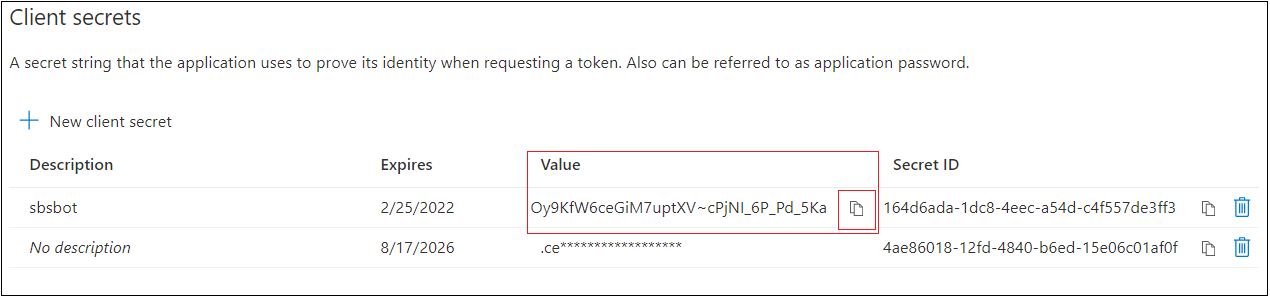 Client secrets
A secret string that the application uses to prove its identity when requesting a token. Also can be referred to as application password.
New client secret
Description Expires Value Secret ID
sbsbot 2/25/2022 Oy9KfW6ceGiM7uptXV~cPjNI_6P_Pd_5Ka 164d6ada-1dc8-4eec-a54d-c4f557de3ff3
No description 8/17/2026 .ce****************** 4ae86018-12fd-4840-b6ed-15e06c01af0f